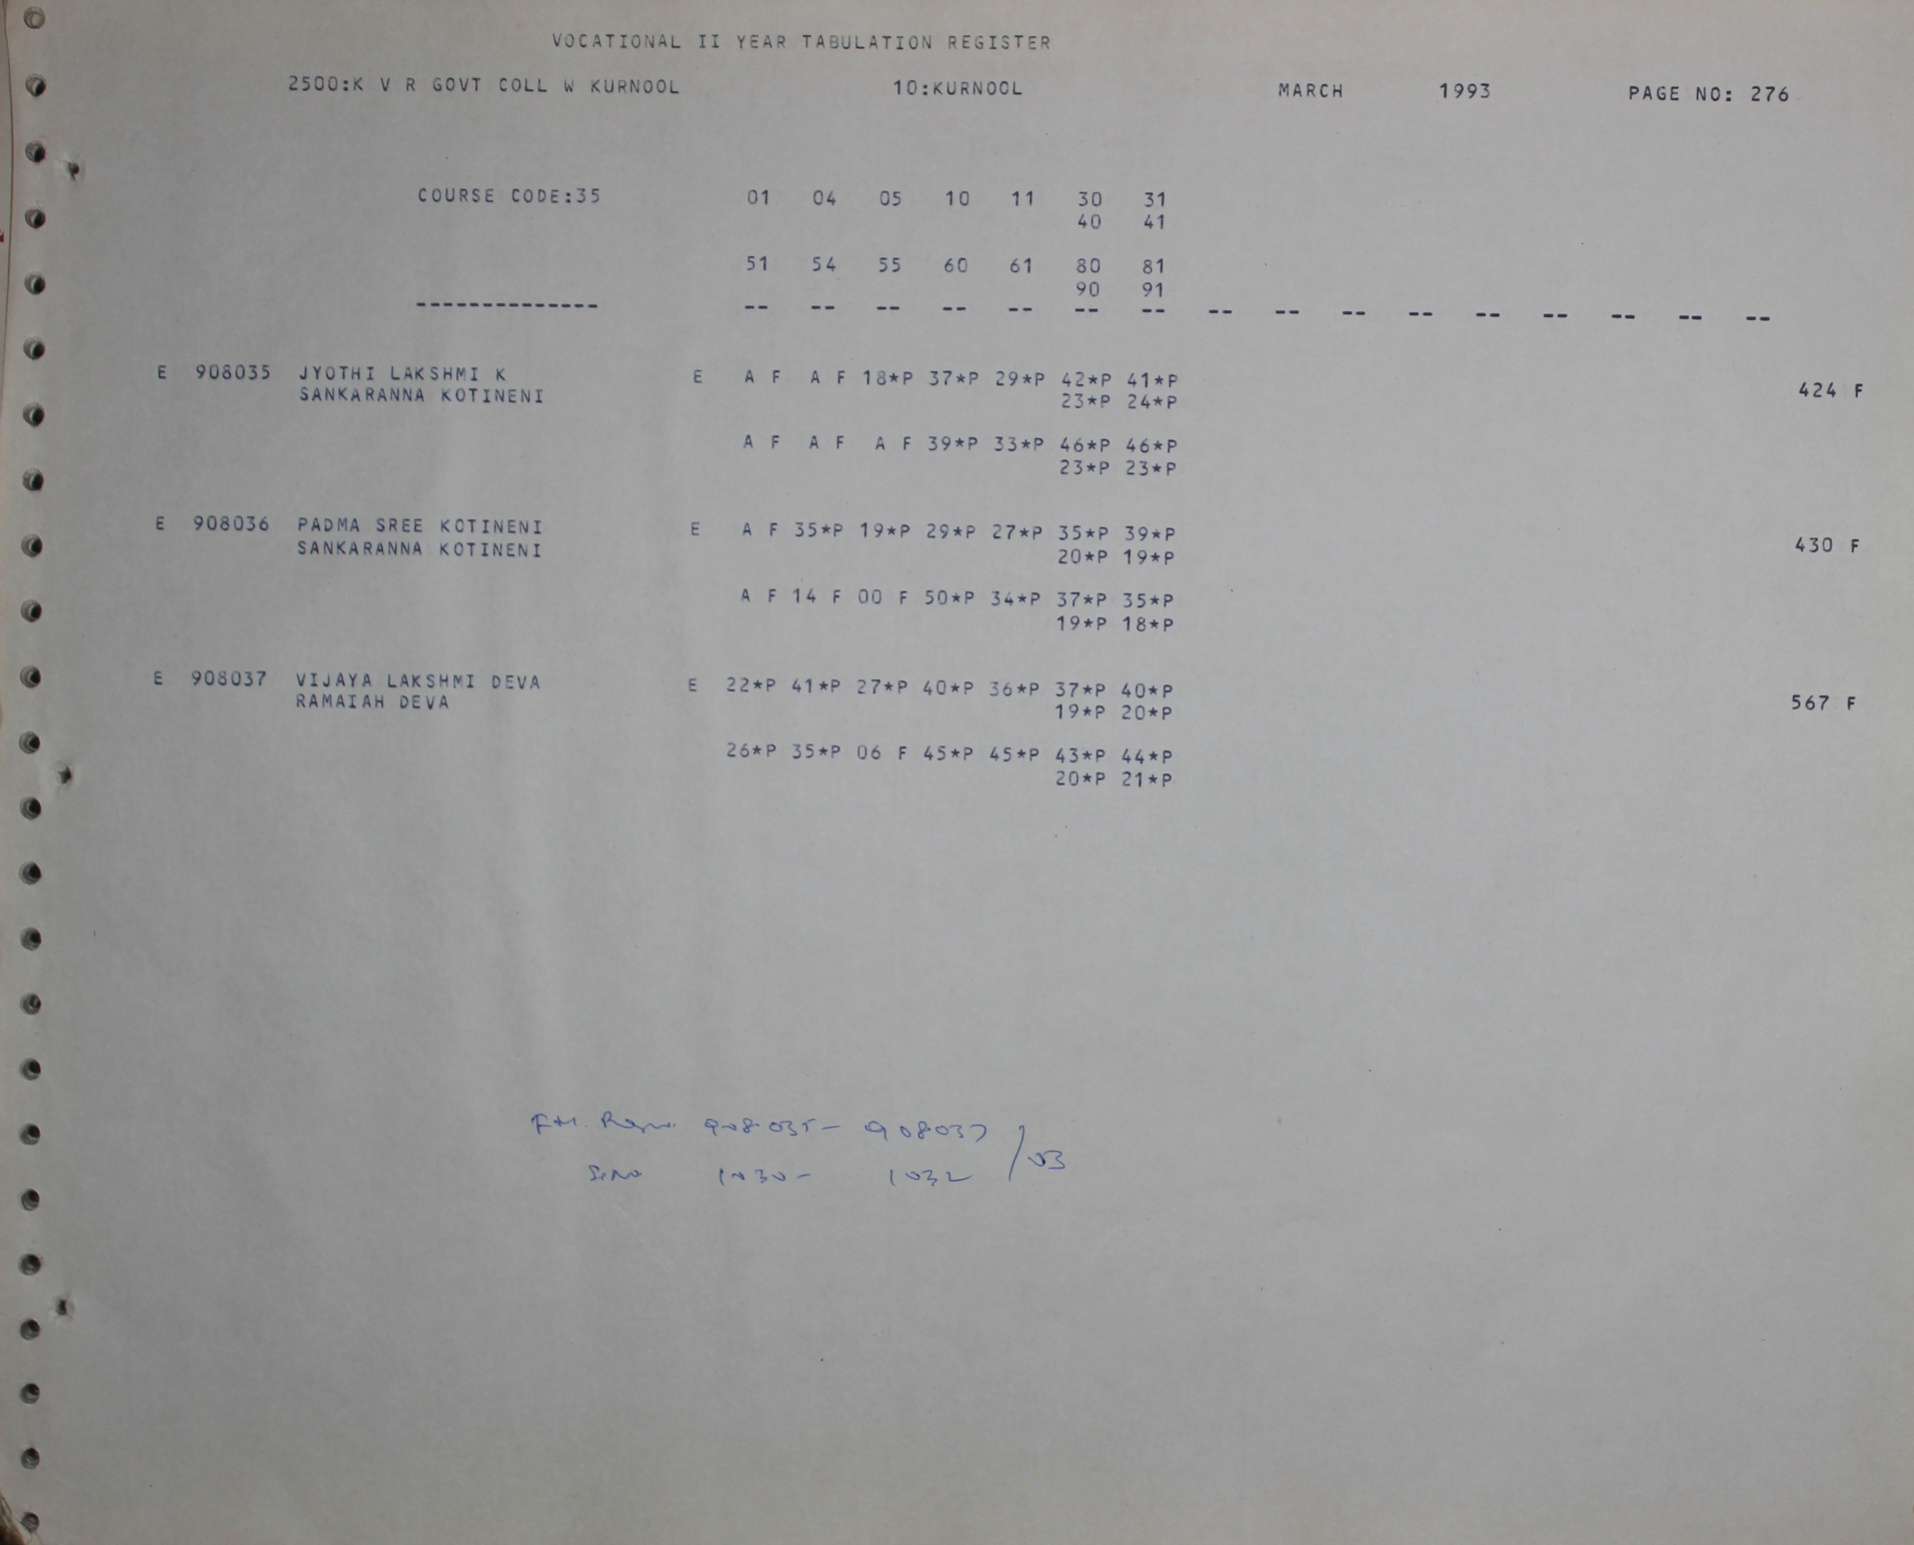 VOCATIONAL II YEAR TABULATION REGISTER
2500:K V R GOVT COLL W KURNOOL 10:KURNOOL MARCH 1993 PAGE NO: 276
COURSE CODE:35 01 04 05 10 11 30 31
40 41
51 54 55 60 61 80 81
90 91
-------------- -- -- -- -- -- -- -- -- -- -- -- -- -- -- -- --
E 908035 JYOTHI LAKSHMI K E A F A F 18*P 37*P 29*P 42*P 41*P
SANKARANNA KOTINENI 23*P 24*P 424 F
A F A F A F 39*P 33*P 46*P 46*P
23*P 23*P
E 908036 PADMA SREE KOTINENI E A F 35*P 19*P 29*P 27*P 35*P 39*P
SANKARANNA KOTINENI 20*P 19*P 430 F
A F 14 F 00 F 50*P 34*P 37*P 35*P
19*P 18*P
E 908037 VIJAYA LAKSHMI DEVA E 22*P 41*P 27*P 40*P 36*P 37*P 40*P
RAMAIAH DEVA 19*P 20*P 567 F
26*P 35*P 06 F 45*P 45*P 43*P 44*P
20*P 21*P
908035- 908037
1030- 1032 /03